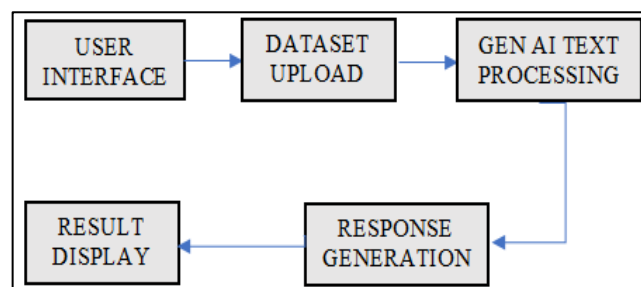 USER
INTERFACE
DATASET
UPLOAD
GEN AI TEXT
PROCESSING
RESPONSE
GENERATION
RESULT
DISPLAY